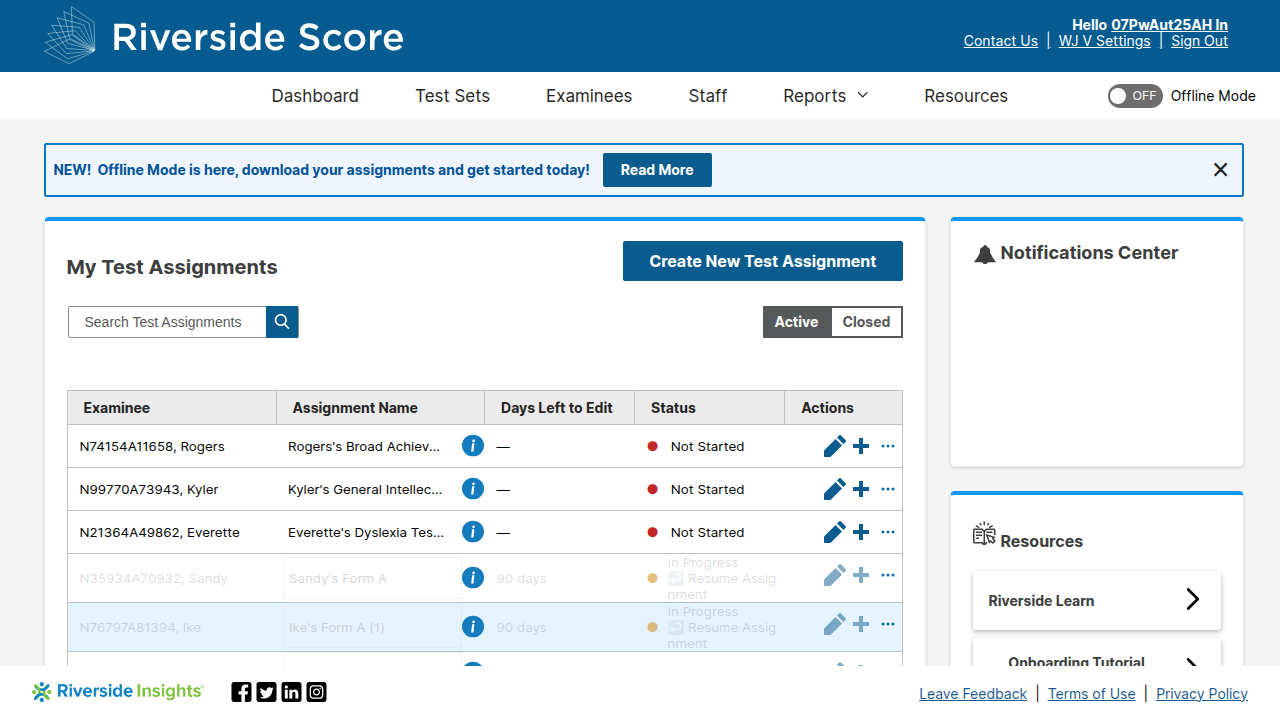 Riverside Score
Hello 07PwAut25AH In
Contact Us | WJ V Settings | Sign Out
Dashboard Test Sets Examinees Staff Reports Resources OFF Offline Mode
NEW! Offline Mode is here, download your assignments and get started today! Read More
My Test Assignments
Create New Test Assignment
Search Test Assignments
Active Closed
Examinee Assignment Name Days Left to Edit Status Actions
N74154A11658, Rogers Rogers's Broad Achiev... — Not Started
N99770A73943, Kyler Kyler's General Intellec... — Not Started
N21364A49862, Everette Everette's Dyslexia Tes... — Not Started
N35934A70932, Sandy Sandy's Form A 90 days In Progress
Resume Assig
nment
N76797A81394, Ike Ike's Form A (1) 90 days In Progress
Resume Assig
nment
Notifications Center
Resources
Riverside Learn
Onboarding Tutorial
Riverside Insights
Leave Feedback | Terms of Use | Privacy Policy